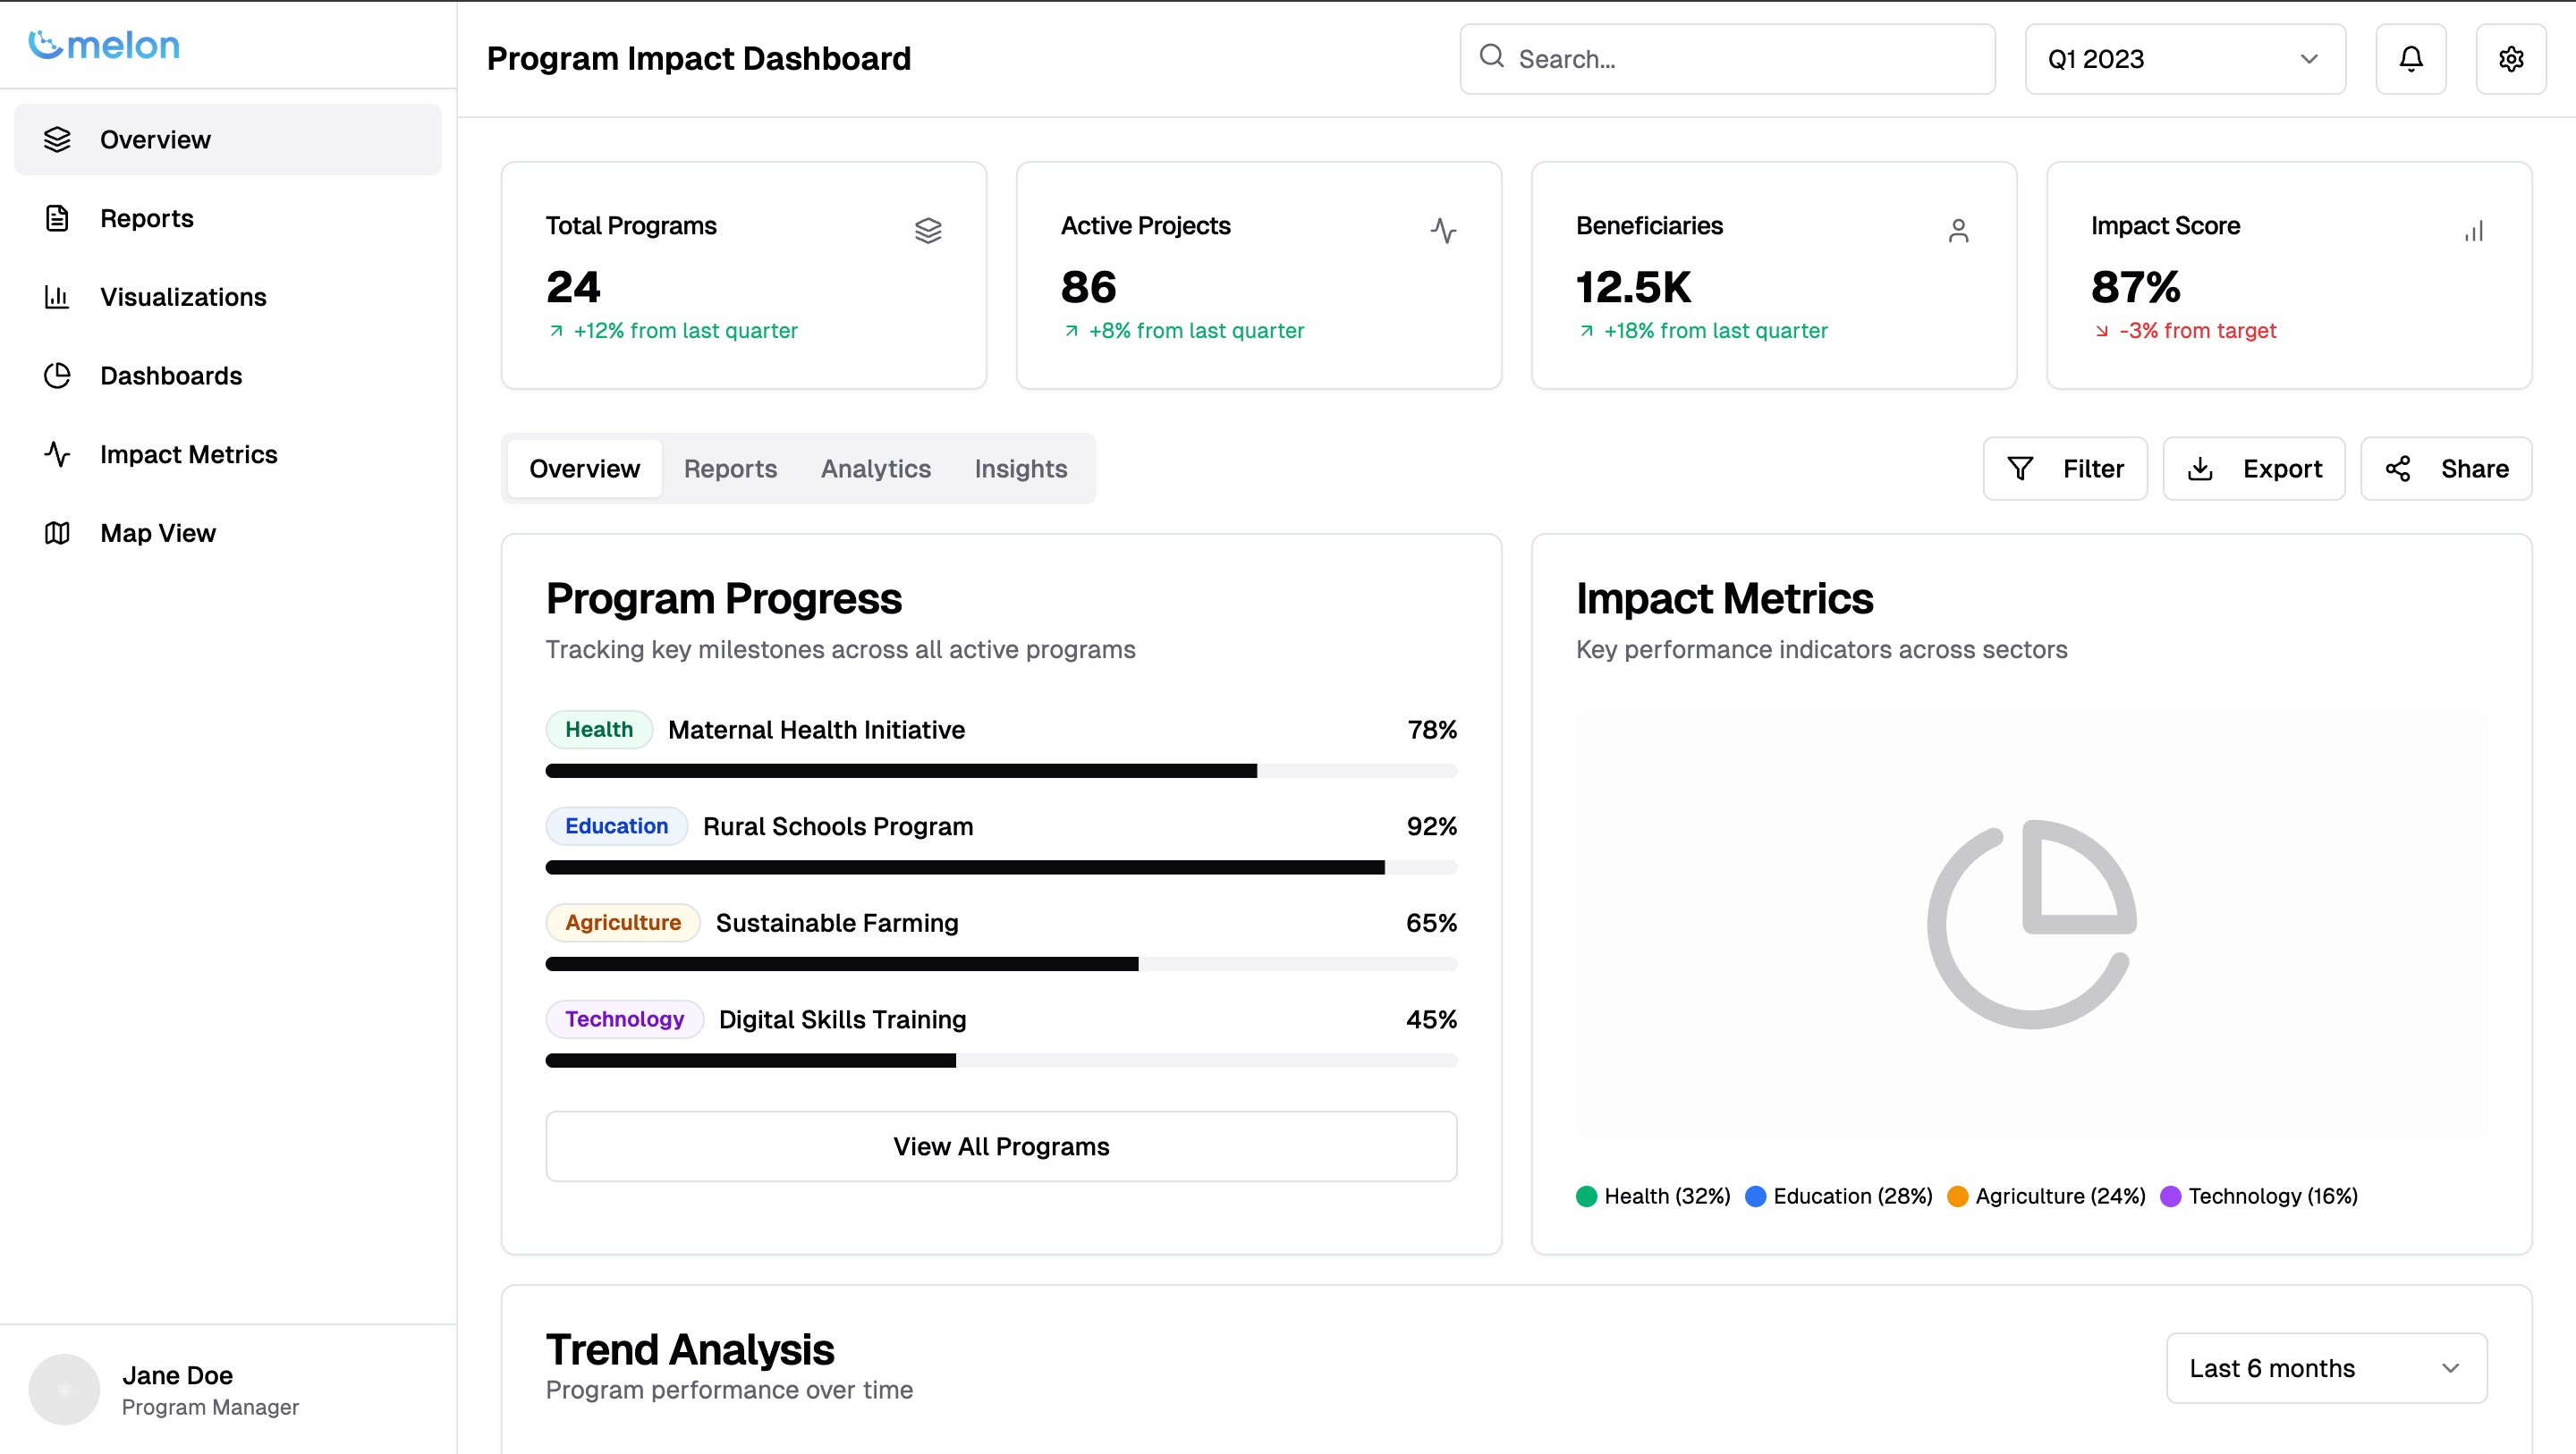 melon
Program Impact Dashboard
Search...
Q1 2023
Overview
Reports
Visualizations
Dashboards
Impact Metrics
Map View
Total Programs
24
+12% from last quarter
Active Projects
86
+8% from last quarter
Beneficiaries
12.5K
+18% from last quarter
Impact Score
87%
-3% from target
Overview Reports Analytics Insights
Filter Export Share
Program Progress
Tracking key milestones across all active programs
Health Maternal Health Initiative 78%
Education Rural Schools Program 92%
Agriculture Sustainable Farming 65%
Technology Digital Skills Training 45%
View All Programs
Impact Metrics
Key performance indicators across sectors
Health (32%) Education (28%) Agriculture (24%) Technology (16%)
Trend Analysis
Program performance over time
Last 6 months
Jane Doe
Program Manager